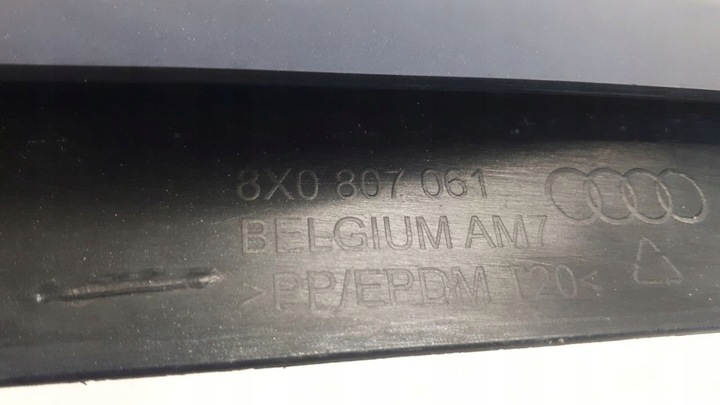 8X0 807 061
BELGIUM AM7
>PP/EPDM T20<